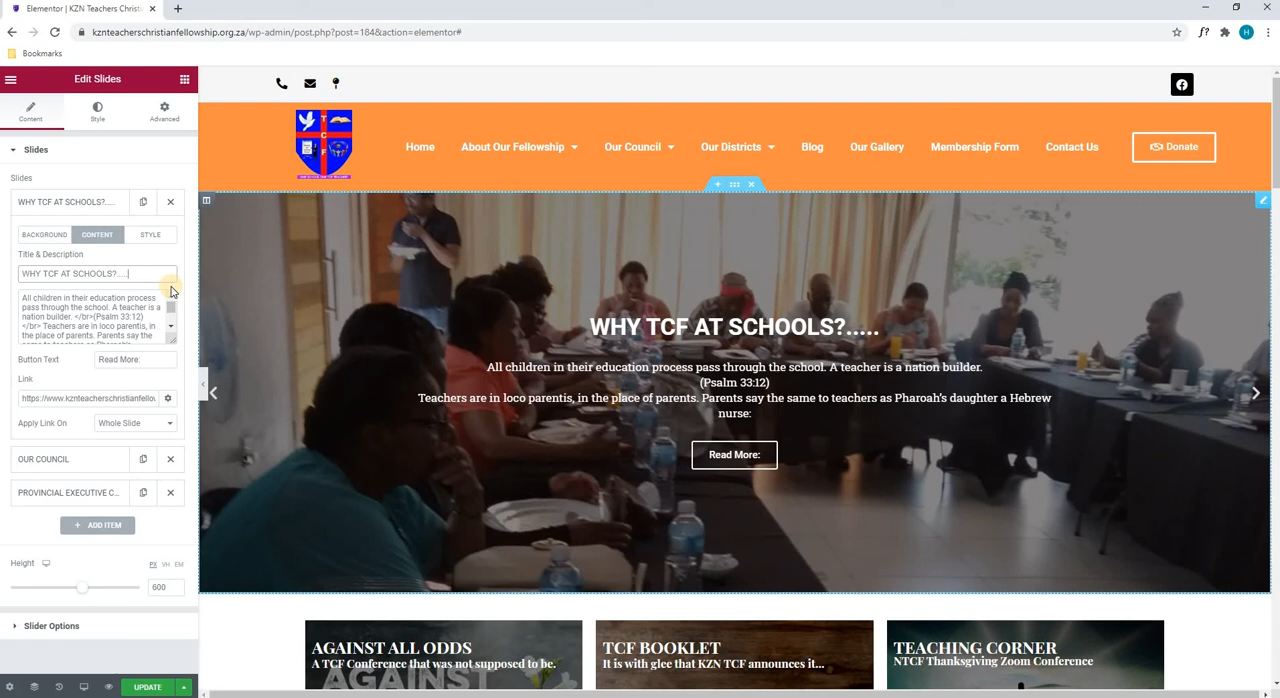 Elementor | KZN Teachers Christi
kznteacherschristianfellowship.org.za/wp-admin/post.php?post=184&action=elementor#
f?
H
Bookmarks
Edit Slides
Content
Style
Advanced
Slides
Slides
WHY TCF AT SCHOOLS?.....
BACKGROUND
CONTENT
STYLE
Title & Description
WHY TCF AT SCHOOLS?.....
All children in their education process
pass through the school. A teacher is a
nation builder. </br>(Psalm 33:12)
</br> Teachers are in loco parentis, in
the place of parents. Parents say the
Button Text
Read More:
Link
https://www.kznteacherschristianfellow
Apply Link On
Whole Slide
OUR COUNCIL
PROVINCIAL EXECUTIVE C...
+ ADD ITEM
Height
PX VH EM
600
Slider Options
UPDATE
T
C
F
Home
About Our Fellowship
Our Council
Our Districts
Blog
Our Gallery
Membership Form
Contact Us
Donate
WHY TCF AT SCHOOLS?.....
All children in their education process pass through the school. A teacher is a nation builder.
(Psalm 33:12)
Teachers are in loco parentis, in the place of parents. Parents say the same to teachers as Pharoah's daughter a Hebrew
nurse:
Read More:
AGAINST ALL ODDS
A TCF Conference that was not supposed to be.
AGAINST
TCF BOOKLET
It is with glee that KZN TCF announces it...
TEACHING CORNER
NTCF Thanksgiving Zoom Conference